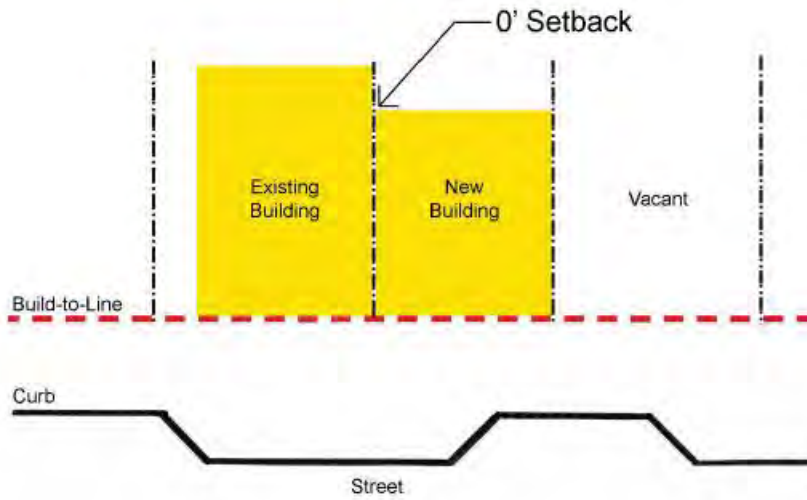 0' Setback
Existing
Building
New
Building
Vacant
Build-to-Line
Curb
Street